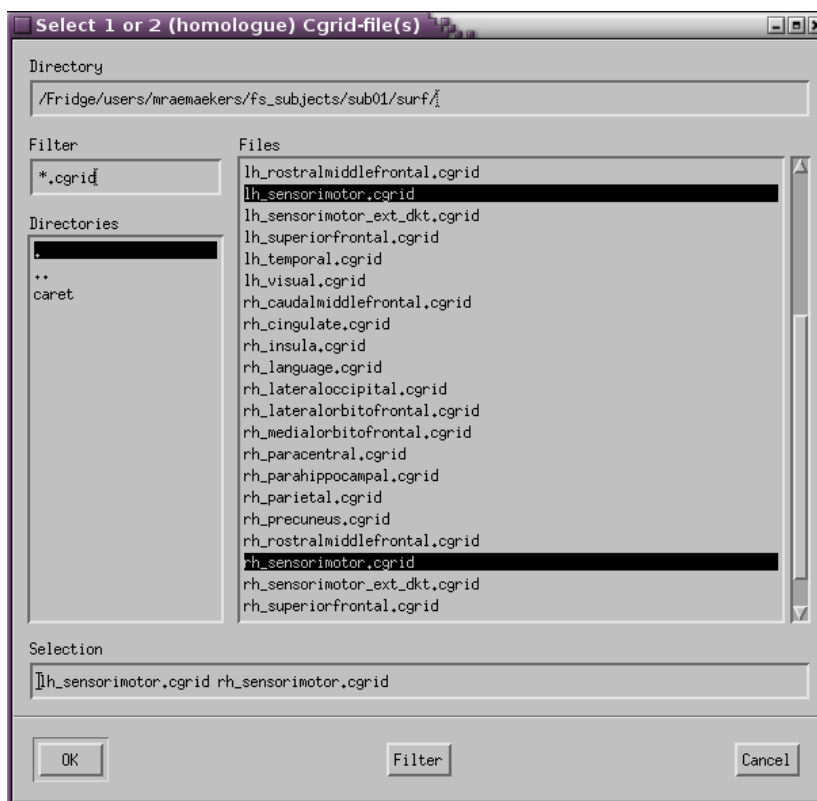 Select 1 or 2 (homologue) Cgrid-file(s)
Directory
/Fridge/users/mraemaekers/fs_subjects/sub01/surf/
Filter
*.cgrid
Directories
.
..
caret
Files
lh_rostralmiddlefrontal.cgrid
lh_sensorimotor.cgrid
lh_sensorimotor_ext_dkt.cgrid
lh_superiorfrontal.cgrid
lh_temporal.cgrid
lh_visual.cgrid
rh_caudalmiddlefrontal.cgrid
rh_cingulate.cgrid
rh_insula.cgrid
rh_language.cgrid
rh_lateraloccipital.cgrid
rh_lateralorbitofrontal.cgrid
rh_medialorbitofrontal.cgrid
rh_paracentral.cgrid
rh_parahippocampal.cgrid
rh_parietal.cgrid
rh_precuneus.cgrid
rh_rostralmiddlefrontal.cgrid
rh_sensorimotor.cgrid
rh_sensorimotor_ext_dkt.cgrid
rh_superiorfrontal.cgrid
Selection
lh_sensorimotor.cgrid rh_sensorimotor.cgrid
OK
Filter
Cancel